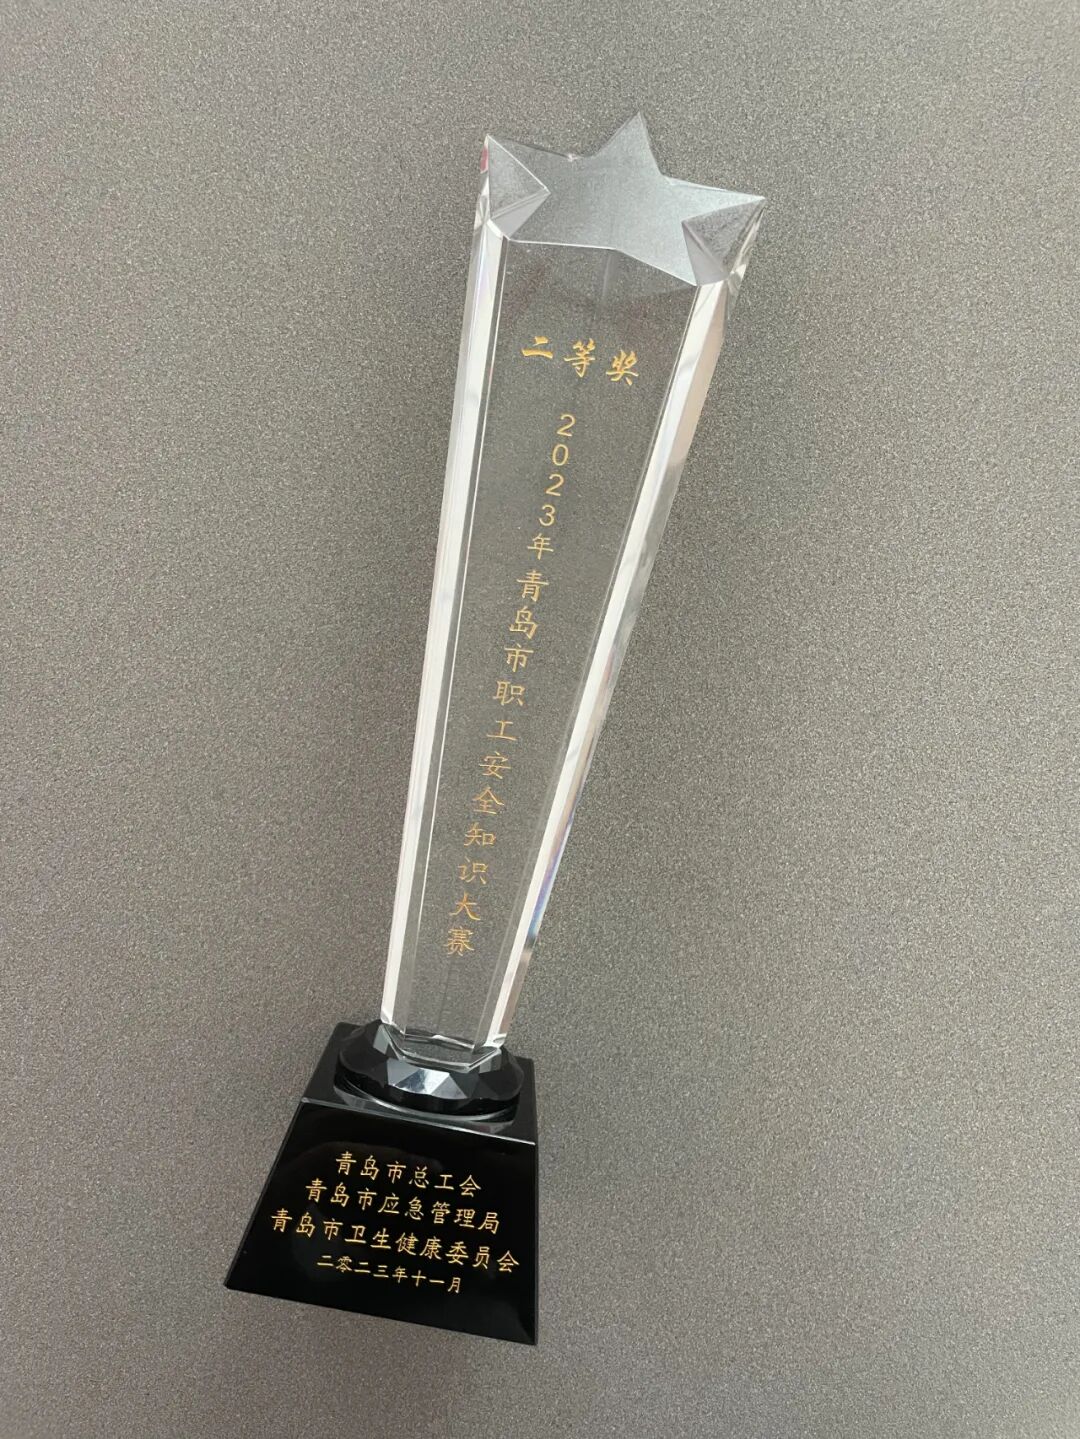 二等奖
2023年青岛市职工安全知识大赛
青岛市总工会
青岛市应急管理局
青岛市卫生健康委员会
二零二三年十一月